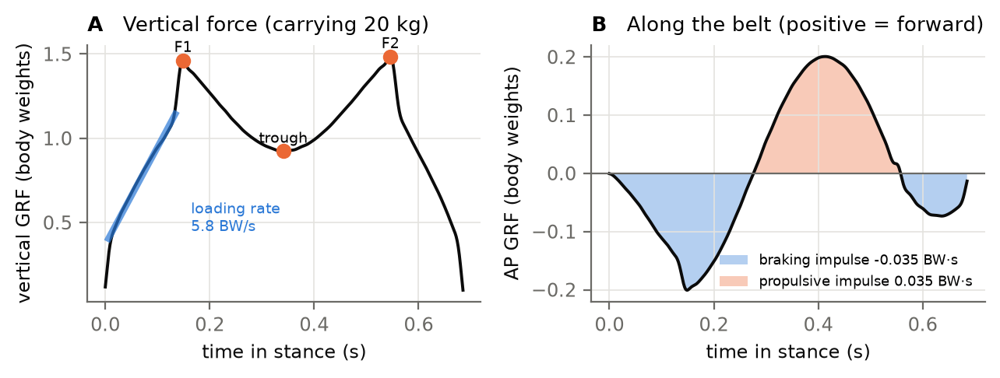 A Vertical force (carrying 20 kg)
F1
F2
trough
loading rate
5.8 BW/s
vertical GRF (body weights)
1.5
1.0
0.5
0.0
0.2
0.4
0.6
time in stance (s)
B Along the belt (positive = forward)
AP GRF (body weights)
0.2
0.1
0.0
−0.1
−0.2
braking impulse -0.035 BW·s
propulsive impulse 0.035 BW·s
0.0
0.2
0.4
0.6
time in stance (s)